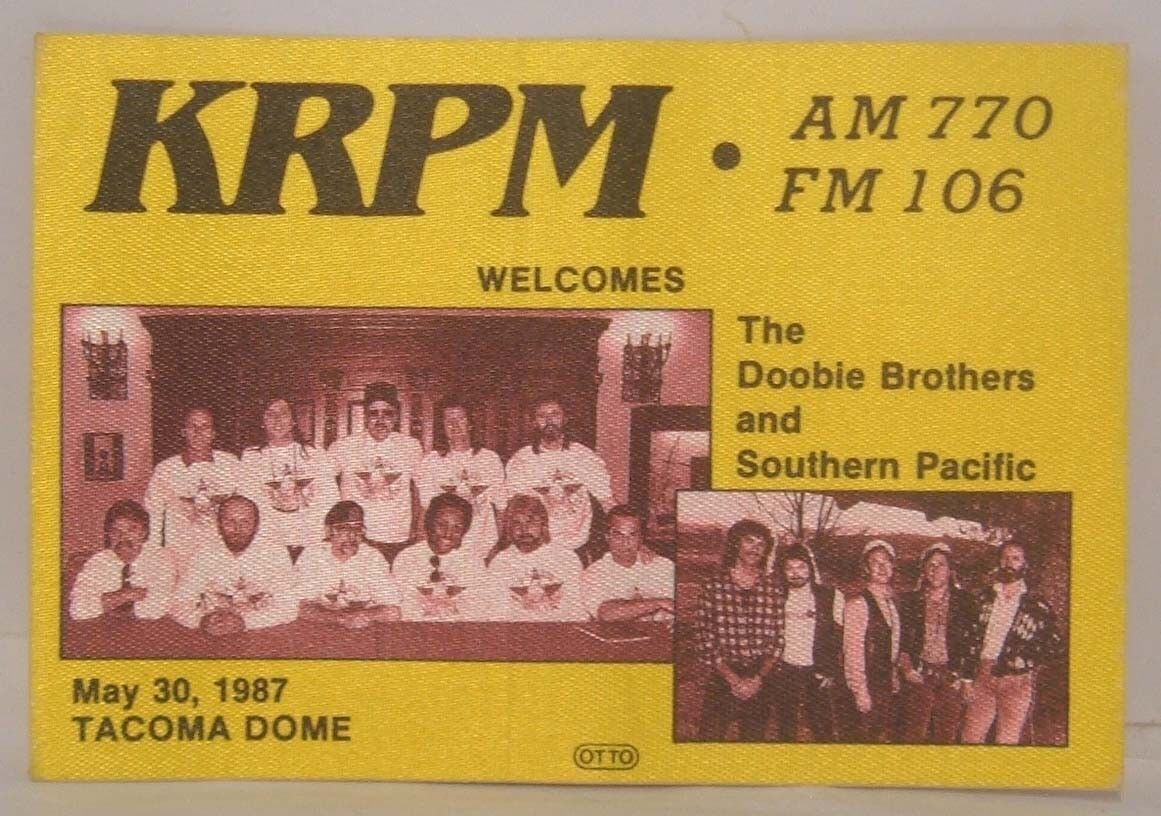 KRPM • AM 770
FM 106
WELCOMES
The
Doobie Brothers
and
Southern Pacific
May 30, 1987
TACOMA DOME
OTTO